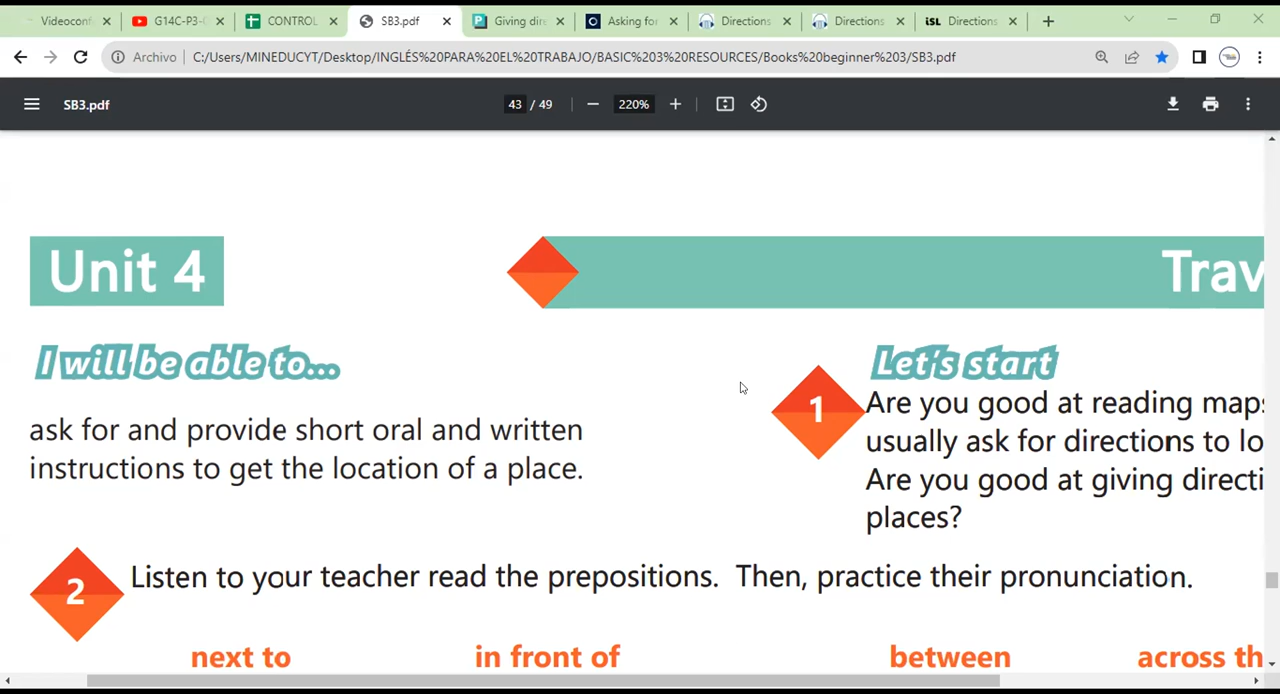 Videoconf
G14C-P3-
CONTROL
SB3.pdf
Giving dire
Asking for
Directions
Directions
iSL Directions
Archivo C:/Users/MINEDUCYT/Desktop/INGLÉS%20PARA%20EL%20TRABAJO/BASIC%203%20RESOURCES/Books%20beginner%203/SB3.pdf
SB3.pdf
43 / 49
220%
Unit 4
Trav
I will be able to...
Let's start
ask for and provide short oral and written
instructions to get the location of a place.
1
Are you good at reading maps
usually ask for directions to lo
Are you good at giving directi
places?
2
Listen to your teacher read the prepositions. Then, practice their pronunciation.
next to
in front of
between
across th